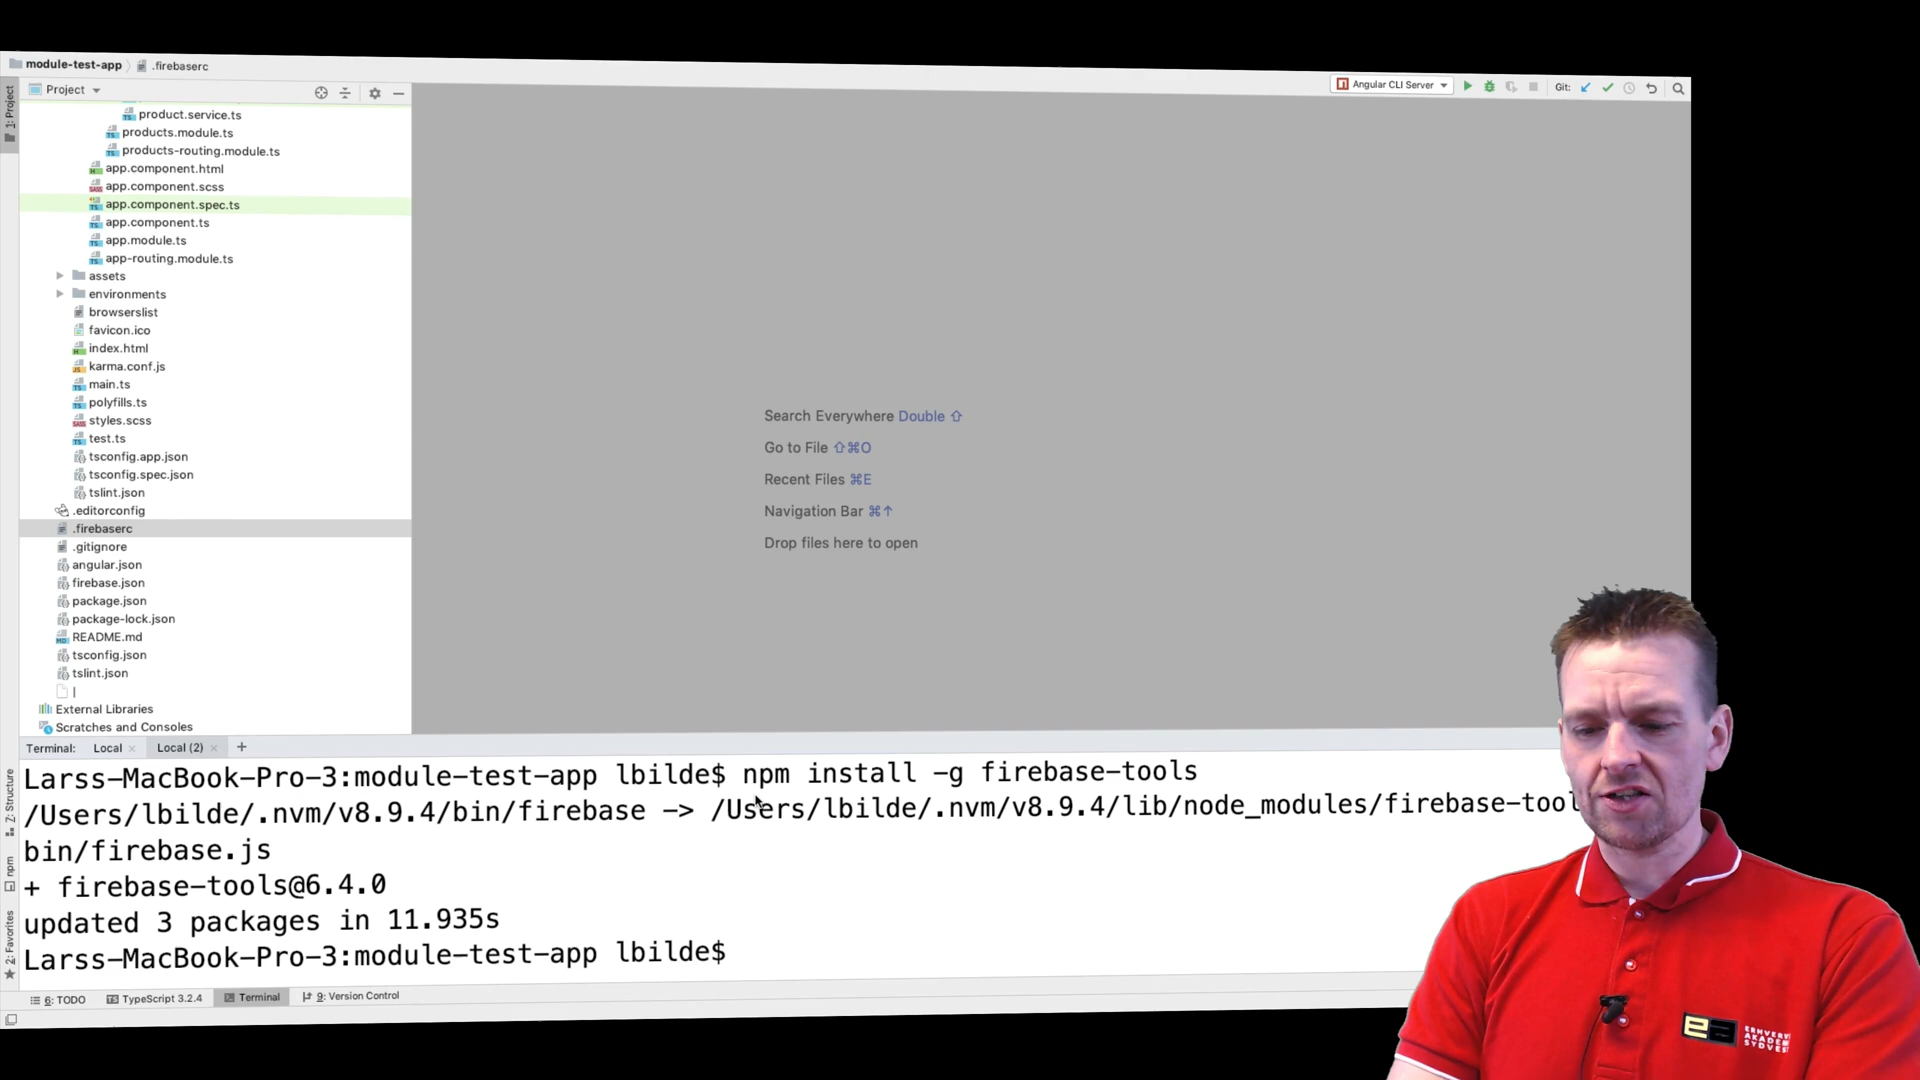 module-test-app
.firebaserc
Angular CLI Server
Git:
1: Project
Project
product.service.ts
products.module.ts
products-routing.module.ts
app.component.html
app.component.scss
app.component.spec.ts
app.component.ts
app.module.ts
app-routing.module.ts
assets
environments
browserslist
favicon.ico
index.html
karma.conf.js
main.ts
polyfills.ts
styles.scss
test.ts
tsconfig.app.json
tsconfig.spec.json
tslint.json
.editorconfig
.firebaserc
.gitignore
angular.json
firebase.json
package.json
package-lock.json
README.md
tsconfig.json
tslint.json
External Libraries
Scratches and Consoles
Search Everywhere Double ⇧
Go to File ⇧⌘O
Recent Files ⌘E
Navigation Bar ⌘↑
Drop files here to open
Terminal: Local Local (2)
Larss-MacBook-Pro-3:module-test-app lbilde$ npm install -g firebase-tools
/Users/lbilde/.nvm/v8.9.4/bin/firebase -> /Users/lbilde/.nvm/v8.9.4/lib/node_modules/firebase-tool
bin/firebase.js
+ firebase-tools@6.4.0
updated 3 packages in 11.935s
Larss-MacBook-Pro-3:module-test-app lbilde$
Z: Structure
npm
2: Favorites
6: TODO
TypeScript 3.2.4
Terminal
9: Version Control